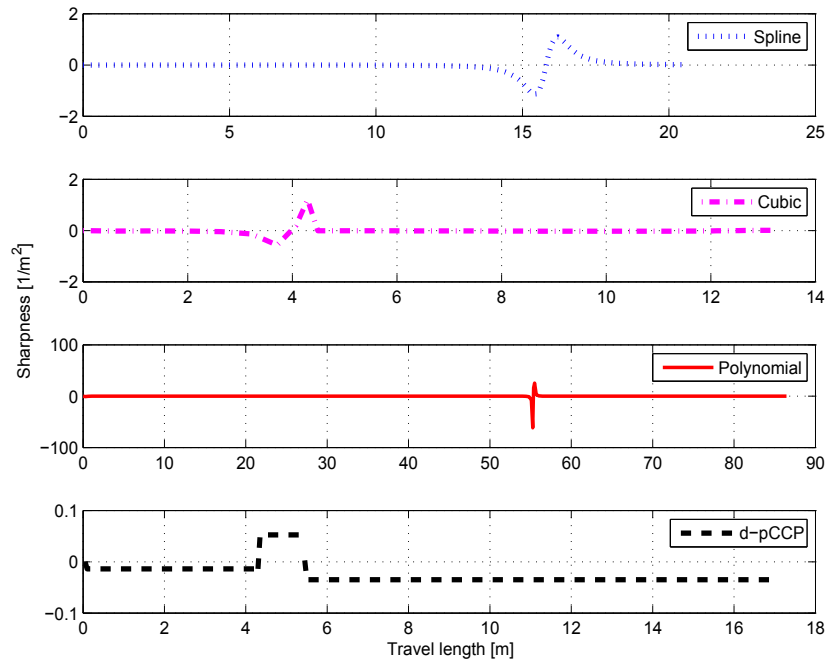 2
0
−2
Spline
0 5 10 15 20 25
2
0
−2
Cubic
0 2 4 6 8 10 12 14
Sharpness [1/m²]
100
0
−100
Polynomial
0 10 20 30 40 50 60 70 80 90
0.1
0
−0.1
d−pCCP
0 2 4 6 8 10 12 14 16 18
Travel length [m]